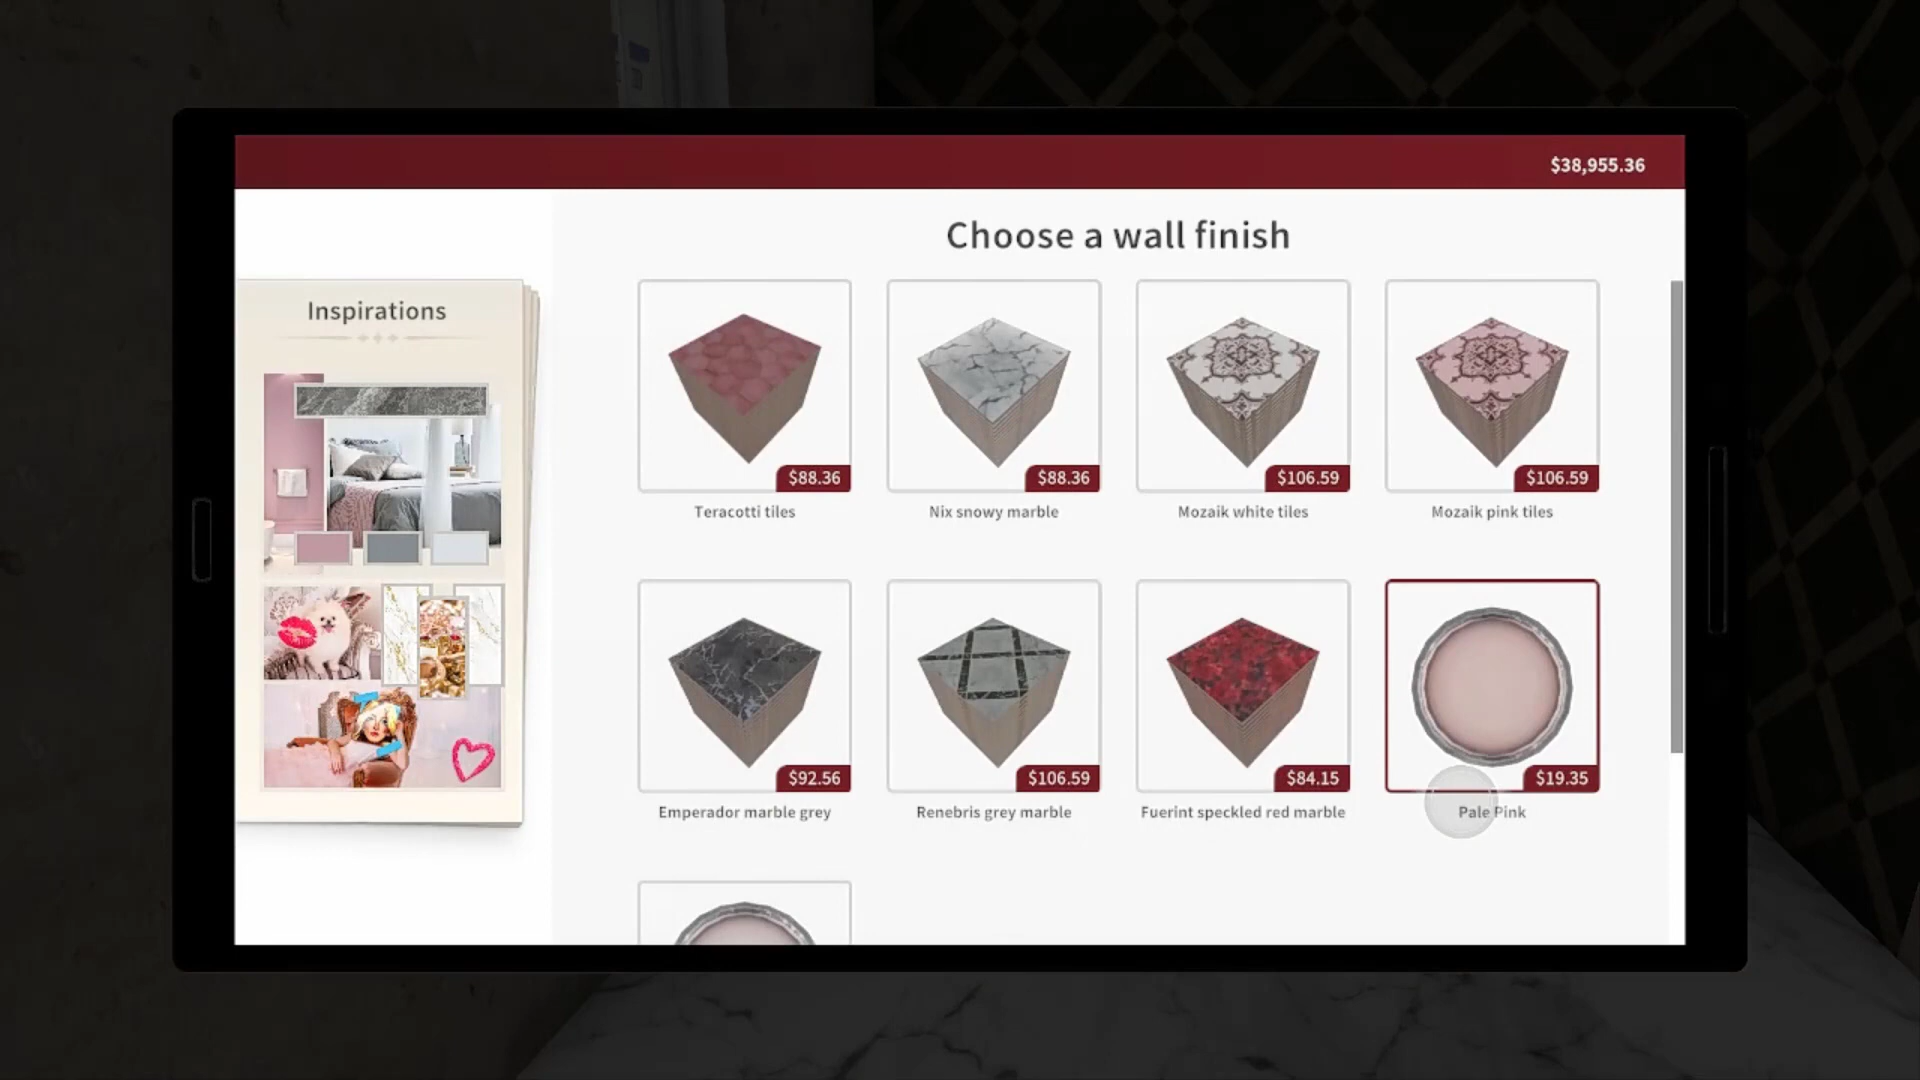 $38,955.36
Choose a wall finish
Inspirations
$88.36
$88.36
$106.59
$106.59
Teracotti tiles
Nix snowy marble
Mozaik white tiles
Mozaik pink tiles
$92.56
$106.59
$84.15
$19.35
Emperador marble grey
Renebris grey marble
Fuerint speckled red marble
Pale Pink